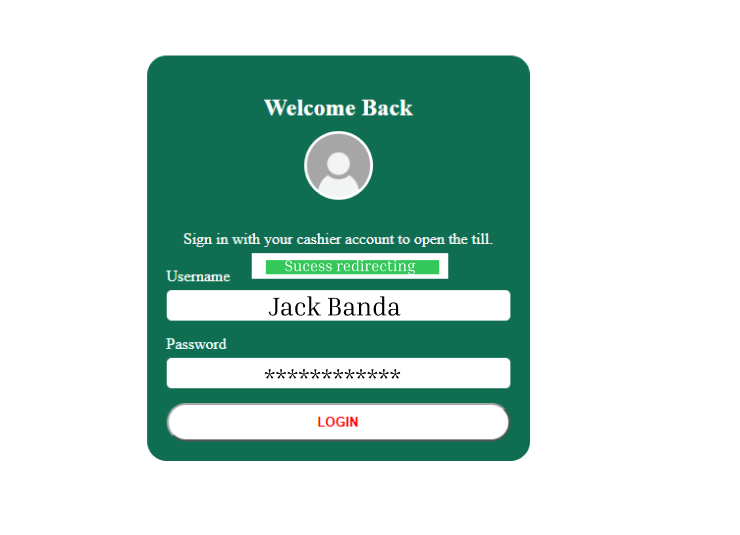 Welcome Back
Sign in with your cashier account to open the till.
Sucess redirecting
Username
Jack Banda
Password
************
LOGIN